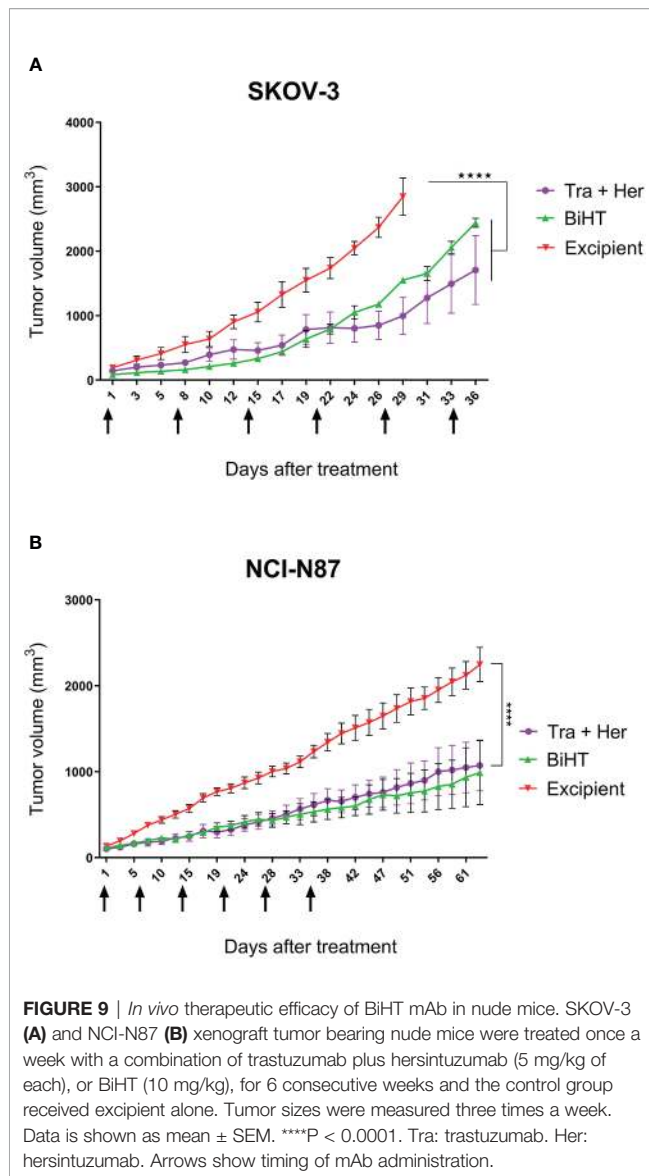 A
SKOV-3
Tumor volume (mm³)
4000
3000
2000
1000
0
1 3 5 8 10 12 15 17 19 22 24 26 29 31 33 36
Days after treatment
****
Tra + Her
BiHT
Excipient
B
NCI-N87
Tumor volume (mm³)
3000
2000
1000
0
1 5 10 14 19 24 28 33 38 42 47 51 56 61
Days after treatment
****
Tra + Her
BiHT
Excipient
FIGURE 9 | In vivo therapeutic efficacy of BiHT mAb in nude mice. SKOV-3
(A) and NCI-N87 (B) xenograft tumor bearing nude mice were treated once a
week with a combination of trastuzumab plus hersintuzumab (5 mg/kg of
each), or BiHT (10 mg/kg), for 6 consecutive weeks and the control group
received excipient alone. Tumor sizes were measured three times a week.
Data is shown as mean ± SEM. ****P < 0.0001. Tra: trastuzumab. Her:
hersintuzumab. Arrows show timing of mAb administration.